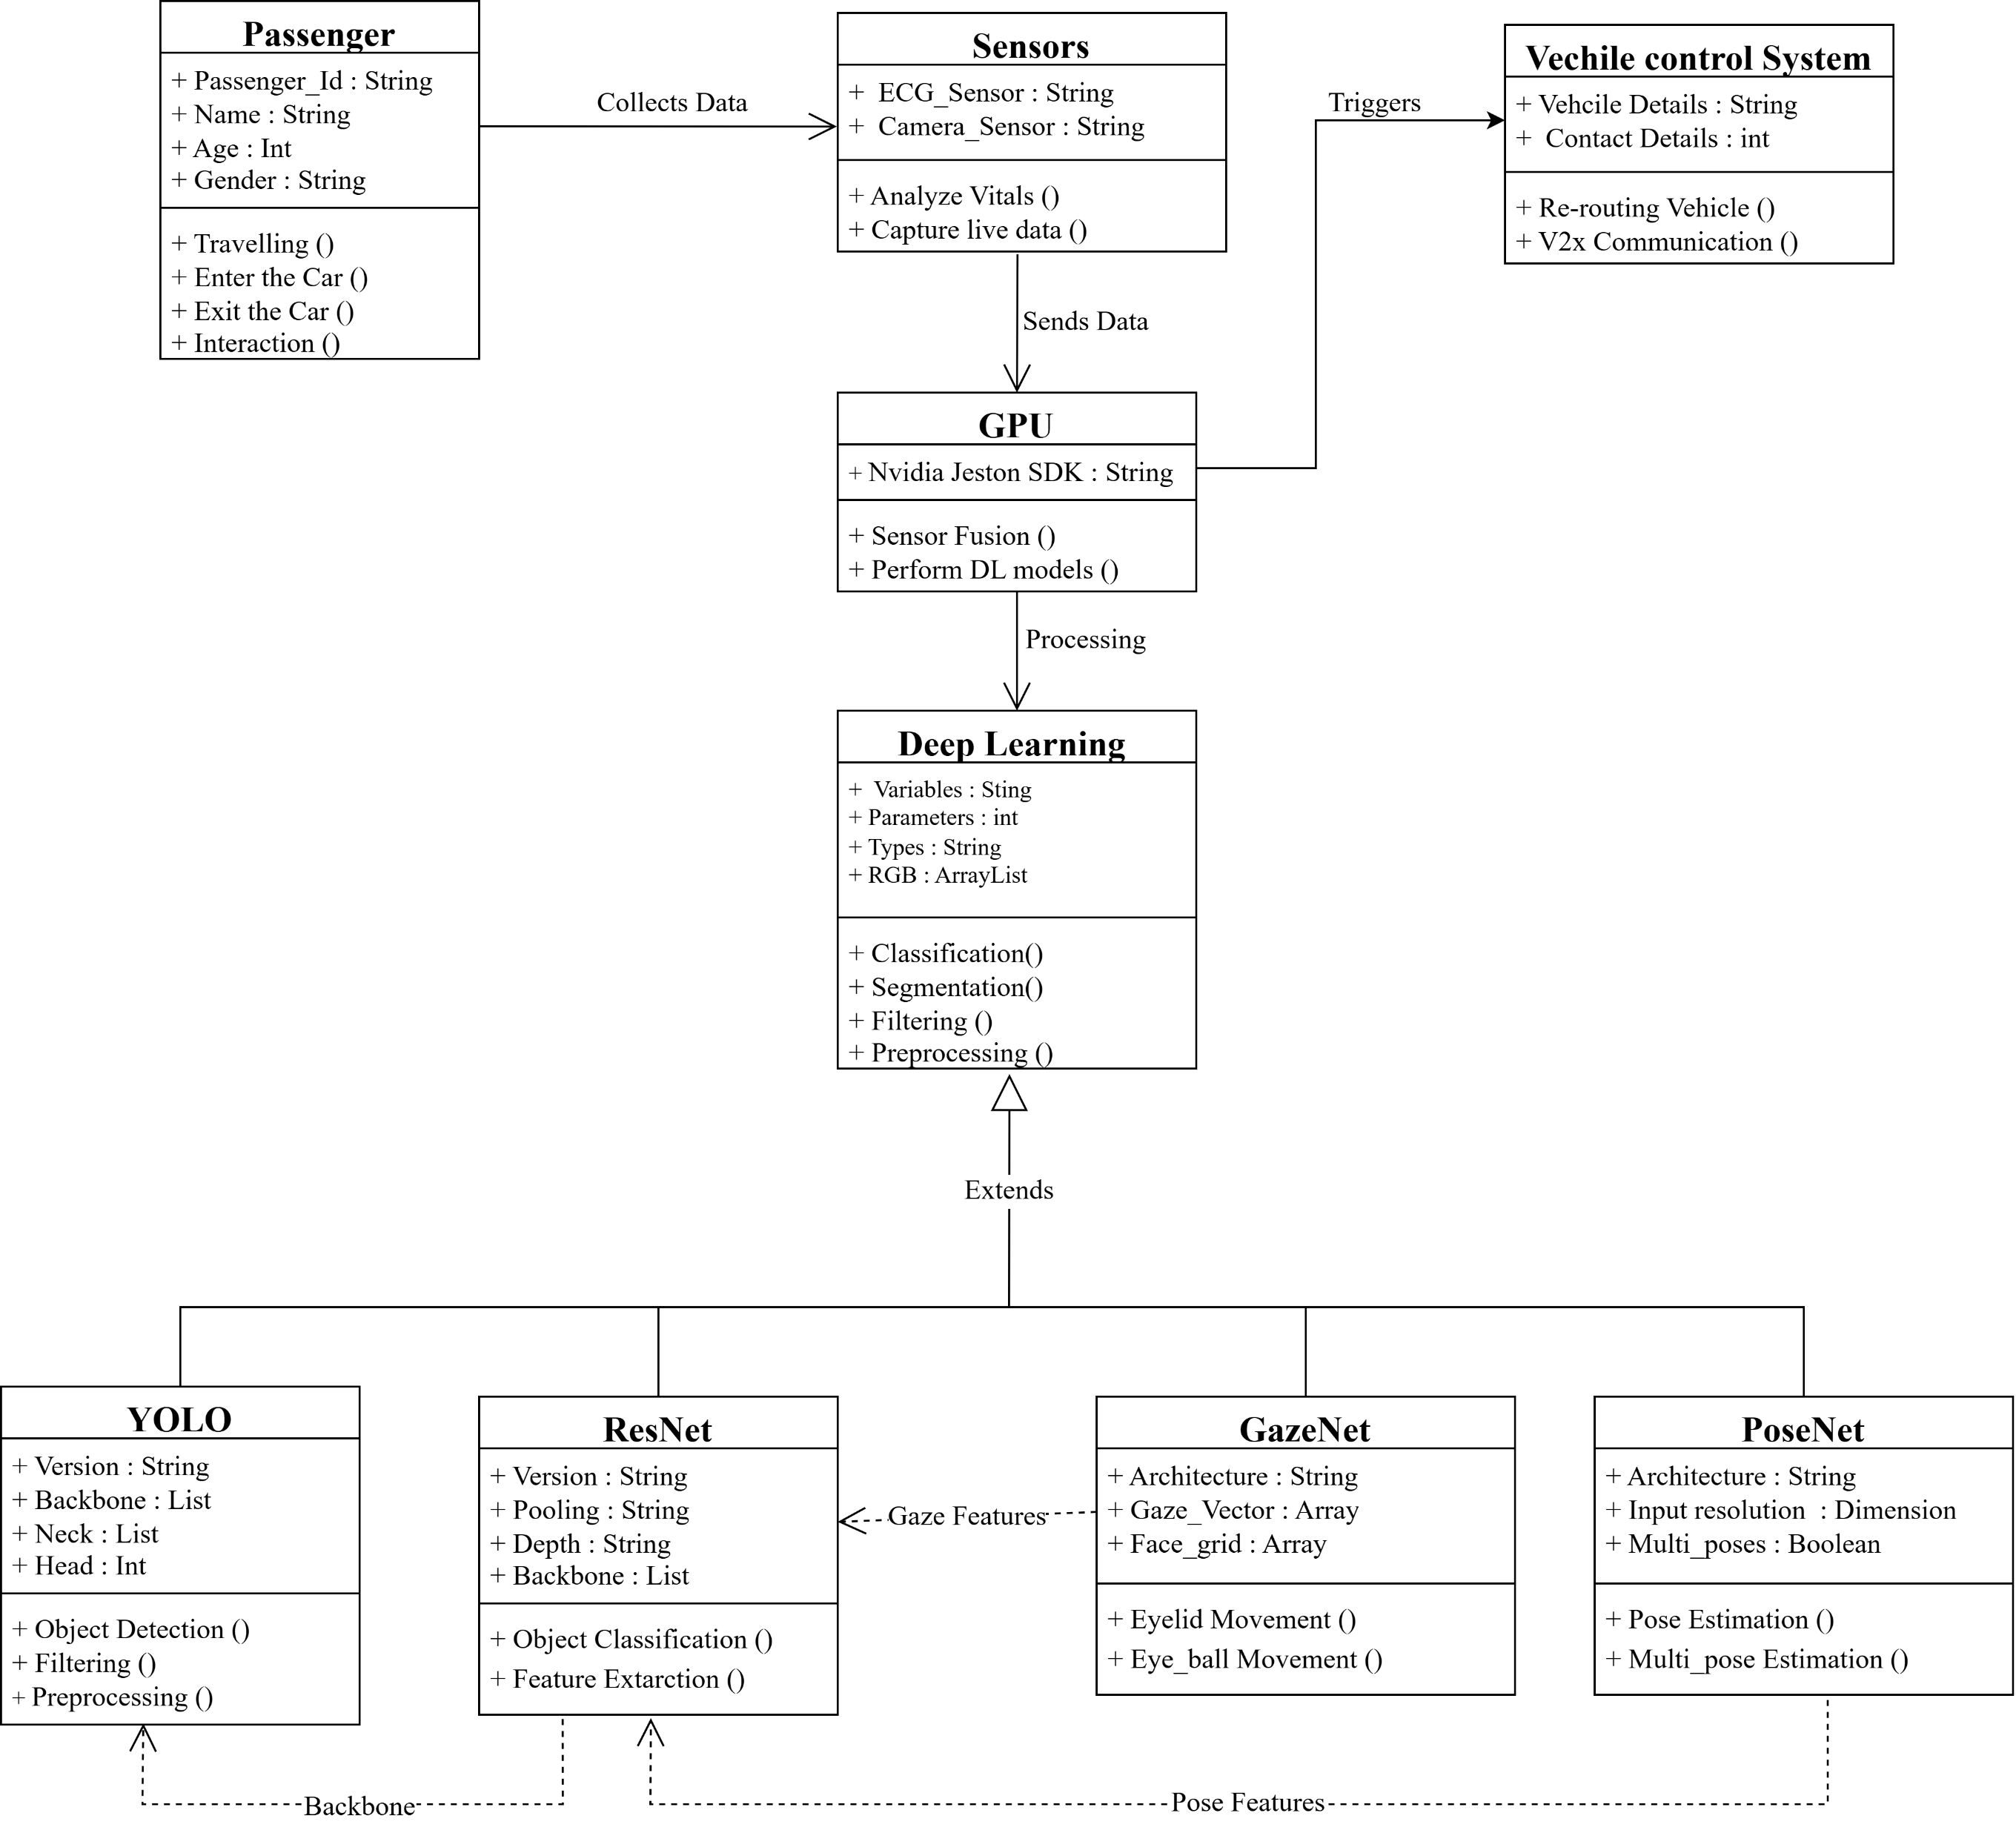 Passenger
+ Passenger_Id : String
+ Name : String
+ Age : Int
+ Gender : String
+ Travelling ()
+ Enter the Car ()
+ Exit the Car ()
+ Interaction ()
Collects Data
Sensors
+ ECG_Sensor : String
+ Camera_Sensor : String
+ Analyze Vitals ()
+ Capture live data ()
Triggers
Vechile control System
+ Vehcile Details : String
+ Contact Details : int
+ Re-routing Vehicle ()
+ V2x Communication ()
Sends Data
GPU
+ Nvidia Jeston SDK : String
+ Sensor Fusion ()
+ Perform DL models ()
Processing
Deep Learning
+ Variables : Sting
+ Parameters : int
+ Types : String
+ RGB : ArrayList
+ Classification()
+ Segmentation()
+ Filtering ()
+ Preprocessing ()
Extends
YOLO
+ Version : String
+ Backbone : List
+ Neck : List
+ Head : Int
+ Object Detection ()
+ Filtering ()
+ Preprocessing ()
ResNet
+ Version : String
+ Pooling : String
+ Depth : String
+ Backbone : List
+ Object Classification ()
+ Feature Extarction ()
Gaze Features
GazeNet
+ Architecture : String
+ Gaze_Vector : Array
+ Face_grid : Array
+ Eyelid Movement ()
+ Eye_ball Movement ()
PoseNet
+ Architecture : String
+ Input resolution : Dimension
+ Multi_poses : Boolean
+ Pose Estimation ()
+ Multi_pose Estimation ()
Backbone
Pose Features